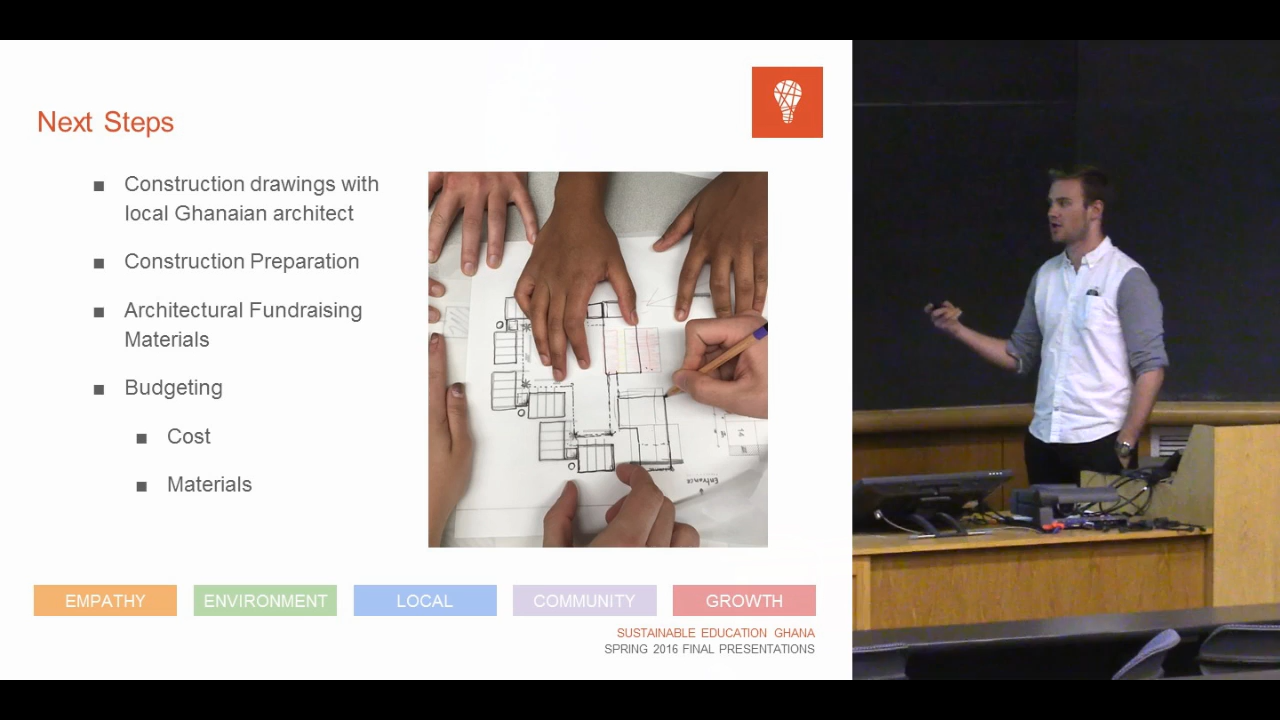 Next Steps
■ Construction drawings with
local Ghanaian architect
■ Construction Preparation
■ Architectural Fundraising
Materials
■ Budgeting
■ Cost
■ Materials
Entrance
EMPATHY ENVIRONMENT LOCAL COMMUNITY GROWTH
SUSTAINABLE EDUCATION GHANA
SPRING 2016 FINAL PRESENTATIONS